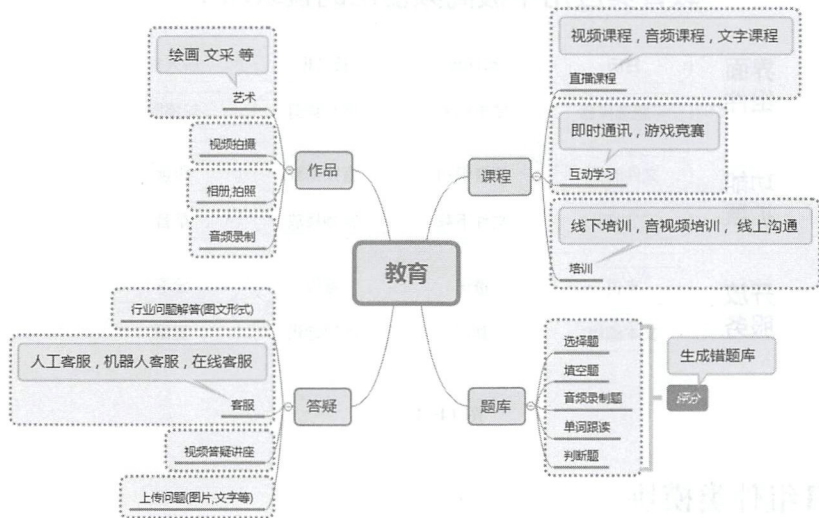 绘画 文采 等
艺术
视频拍摄
相册,拍照
音频录制
作品
视频课程，音频课程，文字课程
直播课程
即时通讯，游戏竞赛
互动学习
线下培训，音视频培训，线上沟通
培训
课程
教育
行业问题解答(图文形式)
人工客服，机器人客服，在线客服
客服
视频答疑讲座
上传问题(图片,文字等)
答疑
题库
选择题
填空题
音频录制题
单词跟读
判断题
生成错题库
评分